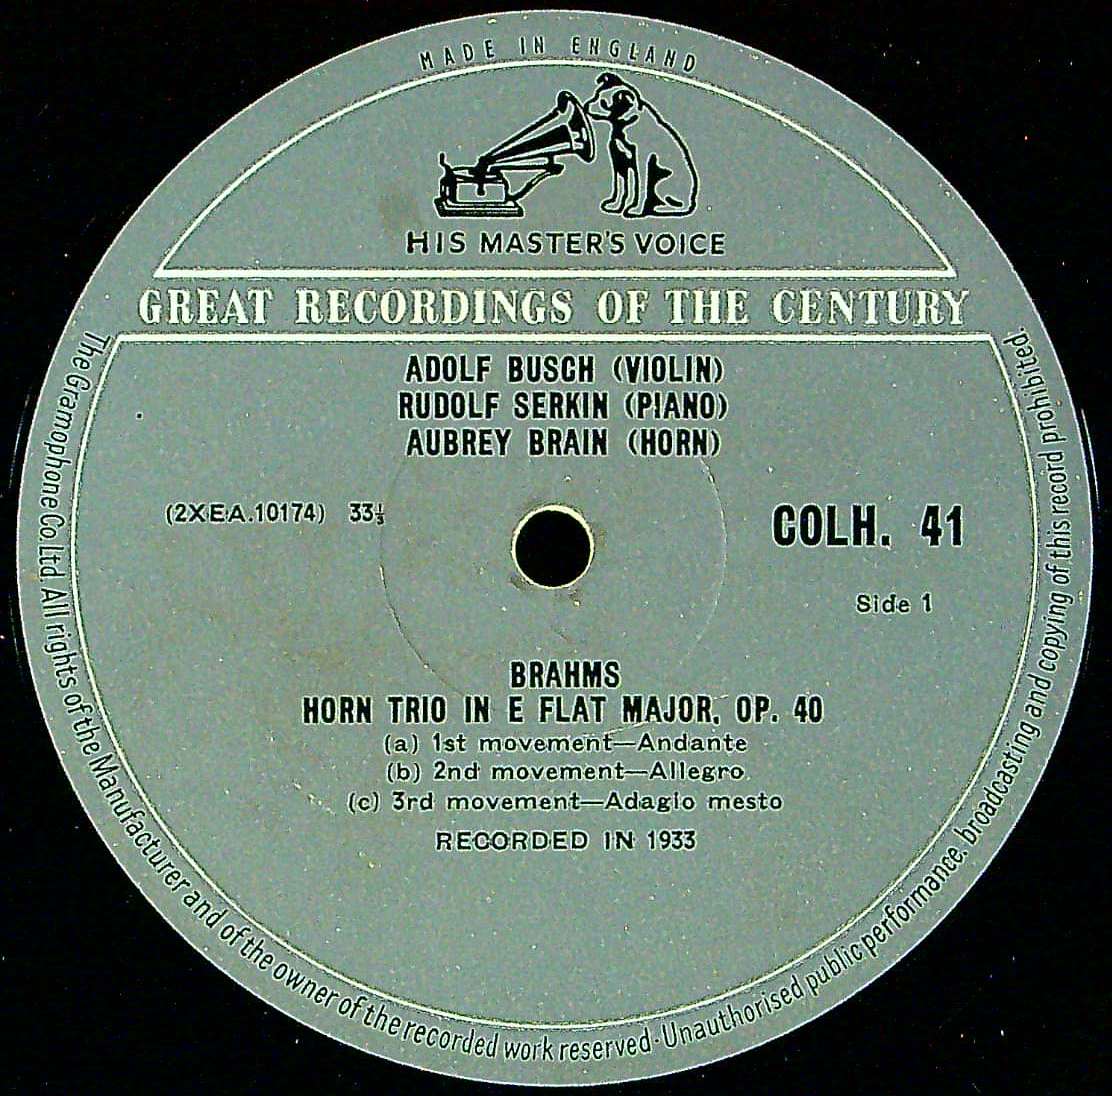 MADE IN ENGLAND
HIS MASTER'S VOICE
GREAT RECORDINGS OF THE CENTURY
ADOLF BUSCH (VIOLIN)
RUDOLF SERKIN (PIANO)
AUBREY BRAIN (HORN)
(2XEA.10174) 33⅓
COLH. 41
Side 1
BRAHMS
HORN TRIO IN E FLAT MAJOR, OP. 40
(a) 1st movement—Andante
(b) 2nd movement—Allegro
(c) 3rd movement—Adagio mesto
RECORDED IN 1933
The Gramophone Co. Ltd. All rights of the Manufacturer and of the owner of the recorded work reserved · Unauthorised public performance, broadcasting and copying of this record prohibited.